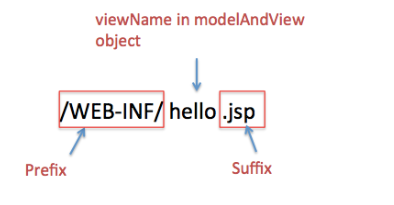 viewName in modelAndView
object
/WEB-INF/ hello .jsp
Prefix
Suffix